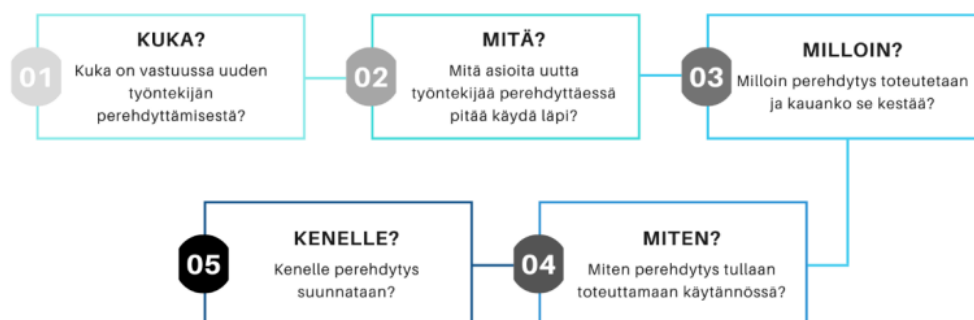 01
KUKA?
Kuka on vastuussa uuden
työntekijän
perehdyttämisestä?
02
MITÄ?
Mitä asioita uutta
työntekijää perehdyttäessä
pitää käydä läpi?
03
MILLOIN?
Milloin perehdytys toteutetaan
ja kauanko se kestää?
04
MITEN?
Miten perehdytys tullaan
toteuttamaan käytännössä?
05
KENELLE?
Kenelle perehdytys
suunnataan?